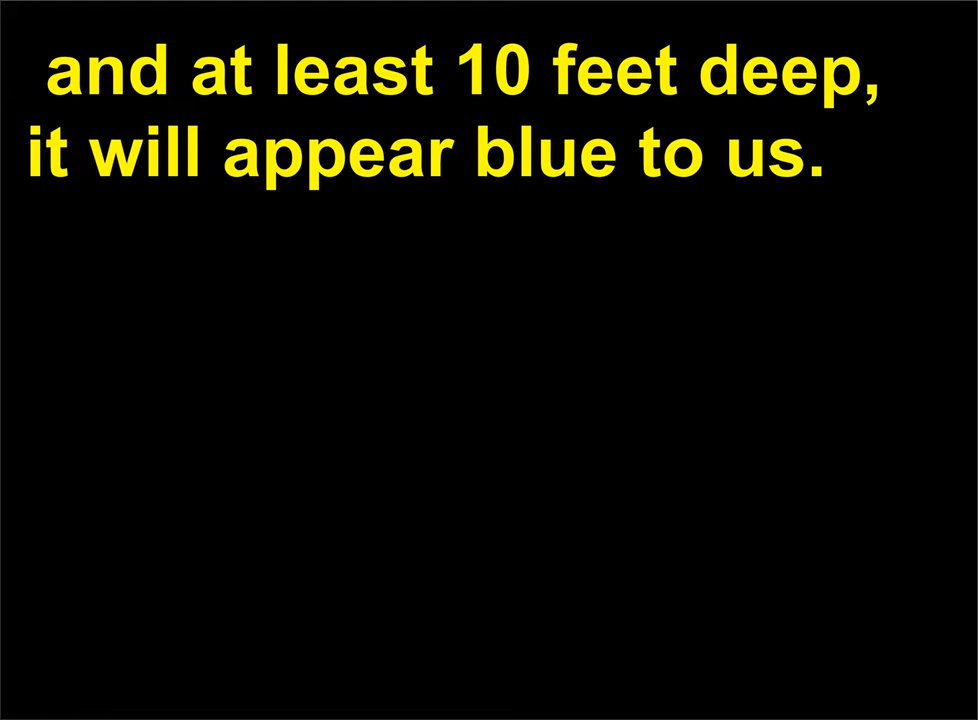 and at least 10 feet deep,
it will appear blue to us.